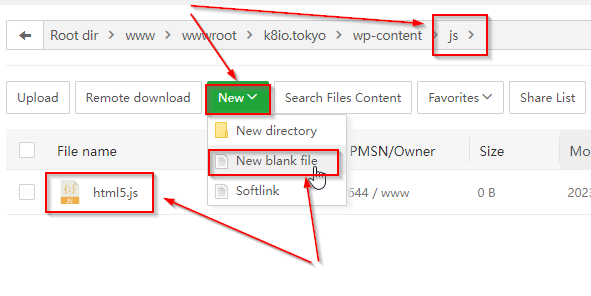 Root dir > www > wwwroot > k8io.tokyo > wp-content > js >
Upload Remote download New Search Files Content Favorites Share List
New directory
File name PMSN/Owner Size Mo
New blank file
html5.js 644 / www 0 B 2023
Softlink